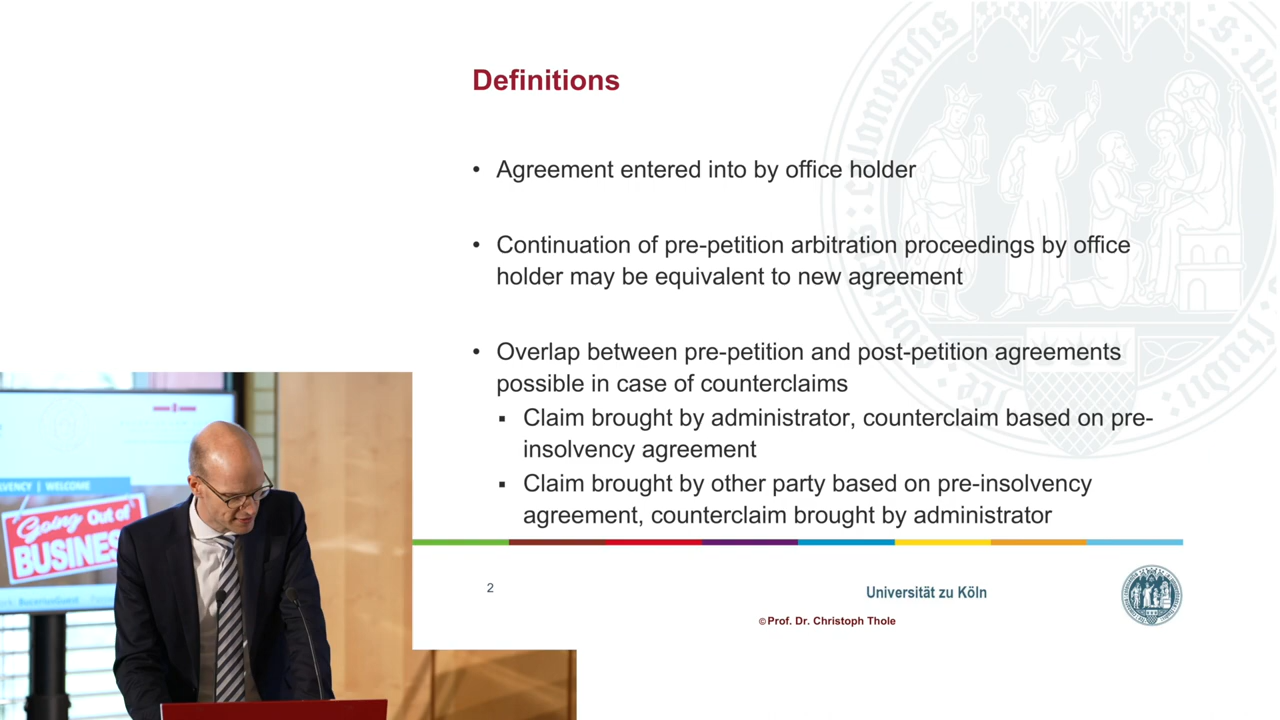 Definitions
• Agreement entered into by office holder
• Continuation of pre-petition arbitration proceedings by office
holder may be equivalent to new agreement
• Overlap between pre-petition and post-petition agreements
possible in case of counterclaims
▪ Claim brought by administrator, counterclaim based on pre-
insolvency agreement
▪ Claim brought by other party based on pre-insolvency
agreement, counterclaim brought by administrator
2
Universität zu Köln
© Prof. Dr. Christoph Thole
LVENCY | WELCOME
Going Out of
BUSINE